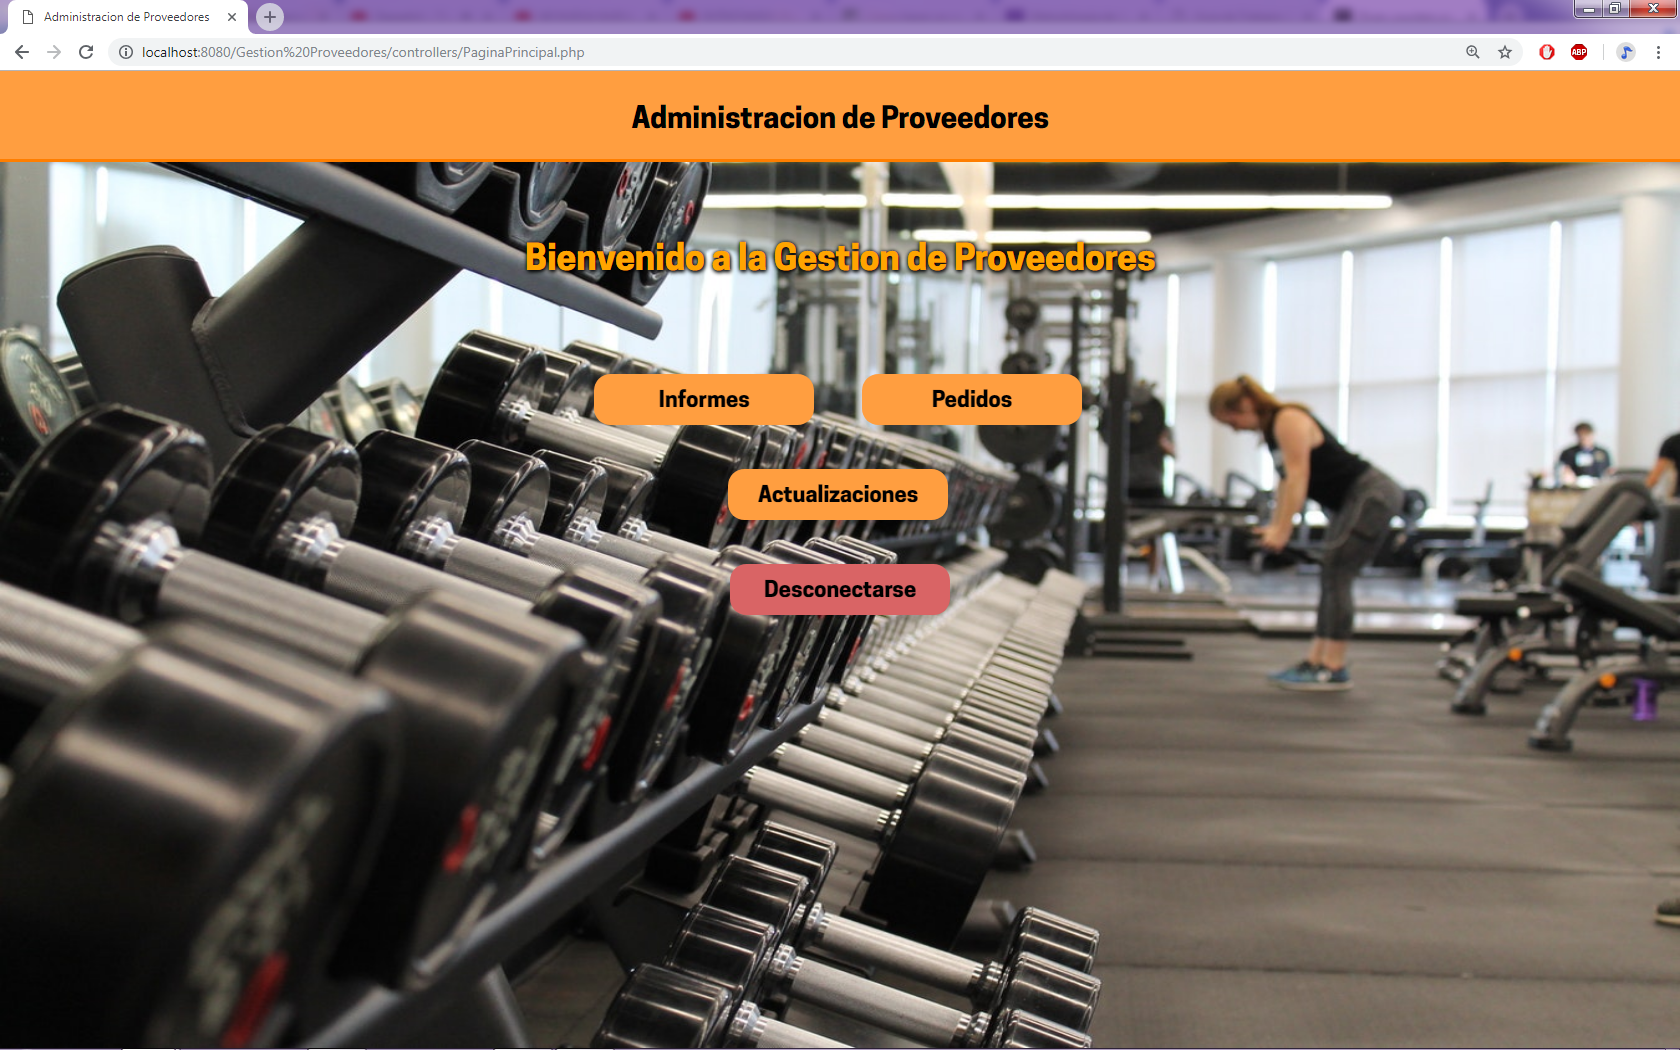 Administracion de Proveedores
localhost:8080/Gestion%20Proveedores/controllers/PaginaPrincipal.php
ABP
Administracion de Proveedores
Bienvenido a la Gestion de Proveedores
Informes
Pedidos
Actualizaciones
Desconectarse